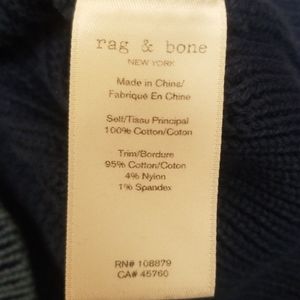 rag & bone
NEW YORK
Made in China/
Fabriqué En Chine
Self/Tissu Principal
100% Cotton/Coton
Trim/Bordure
95% Cotton/Coton
4% Nylon
1% Spandex
RN# 108879
CA# 45760